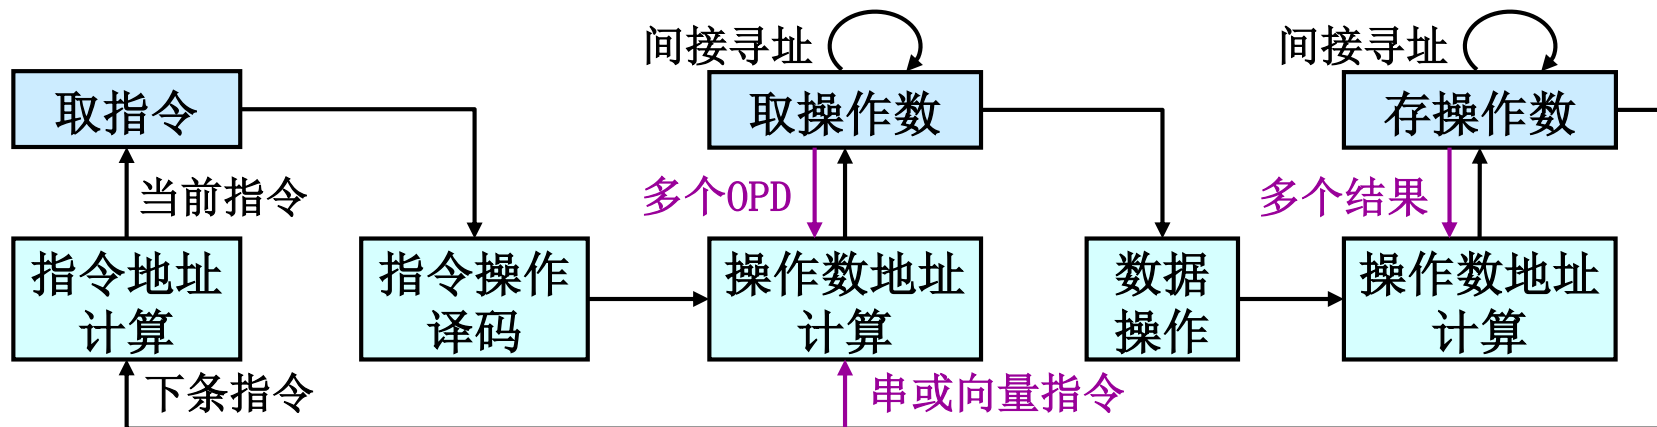 间接寻址
间接寻址
取指令
取操作数
存操作数
当前指令
多个OPD
多个结果
指令地址
计算
指令操作
译码
操作数地址
计算
数据
操作
操作数地址
计算
下条指令
串或向量指令